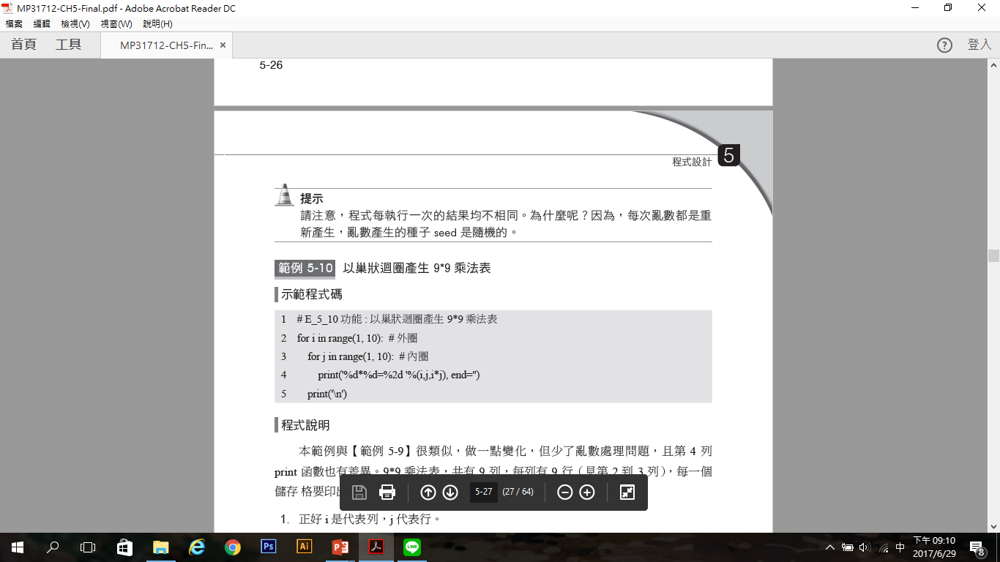 MP31712-CH5-Final.pdf - Adobe Acrobat Reader DC
檔案 編輯 檢視(V) 視窗(W) 說明(H)
首頁 工具 MP31712-CH5-Fin... × ? 登入
5-26
程式設計 5
提示
請注意，程式每執行一次的結果均不相同。為什麼呢？因為，每次亂數都是重
新產生，亂數產生的種子 seed 是隨機的。
範例 5-10 以巢狀迴圈產生 9*9 乘法表
示範程式碼
1 # E_5_10 功能 : 以巢狀迴圈產生 9*9 乘法表
2 for i in range(1, 10): # 外圈
3 for j in range(1, 10): # 內圈
4 print('%d*%d=%2d '%(i,j,i*j), end='')
5 print('\n')
程式說明
本範例與【範例 5-9】很類似，做一點變化，但少了亂數處理問題，且第 4 列
print 函數也有差異。9*9 乘法表，共有 9 列，每列有 9 行（見第 2 到 3 列），每一個
儲存 格要印
5-27 (27 / 64)
1. 正好 i 是代表列，j 代表行。
Ps Ai P LINE 中 下午 09:10
2017/6/29 8